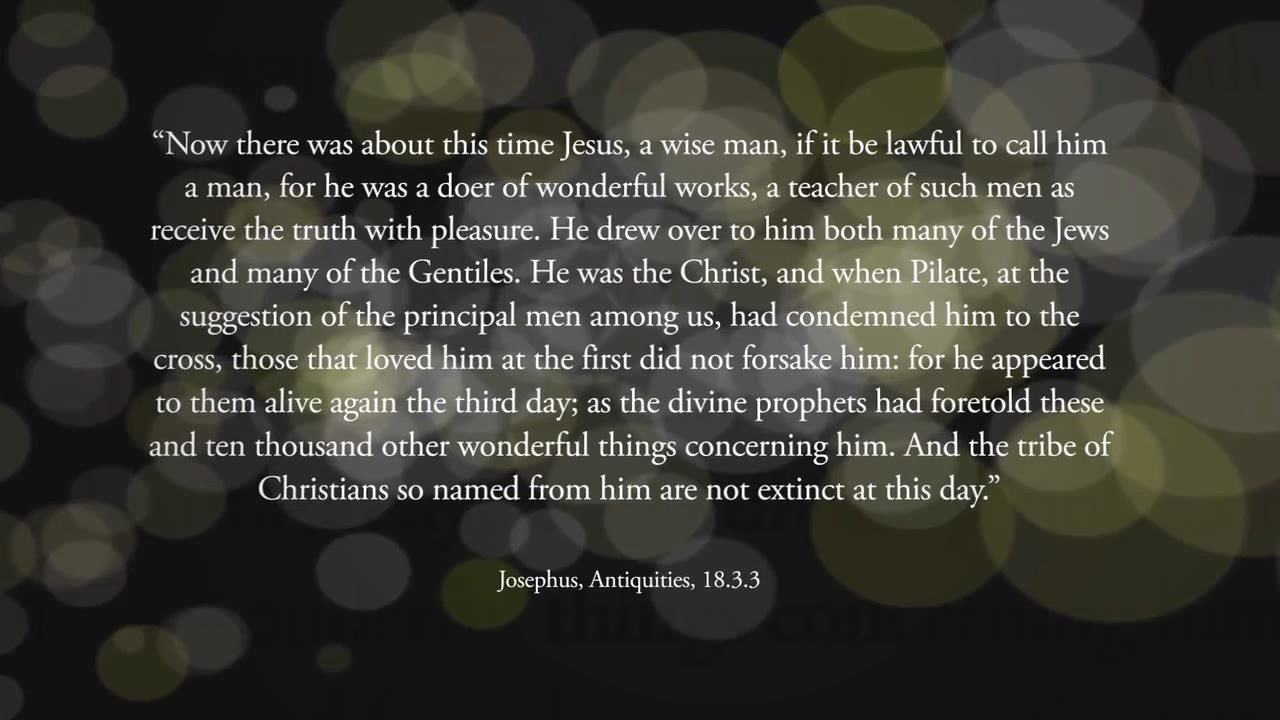 “Now there was about this time Jesus, a wise man, if it be lawful to call him
a man, for he was a doer of wonderful works, a teacher of such men as
receive the truth with pleasure. He drew over to him both many of the Jews
and many of the Gentiles. He was the Christ, and when Pilate, at the
suggestion of the principal men among us, had condemned him to the
cross, those that loved him at the first did not forsake him: for he appeared
to them alive again the third day; as the divine prophets had foretold these
and ten thousand other wonderful things concerning him. And the tribe of
Christians so named from him are not extinct at this day.”
Josephus, Antiquities, 18.3.3